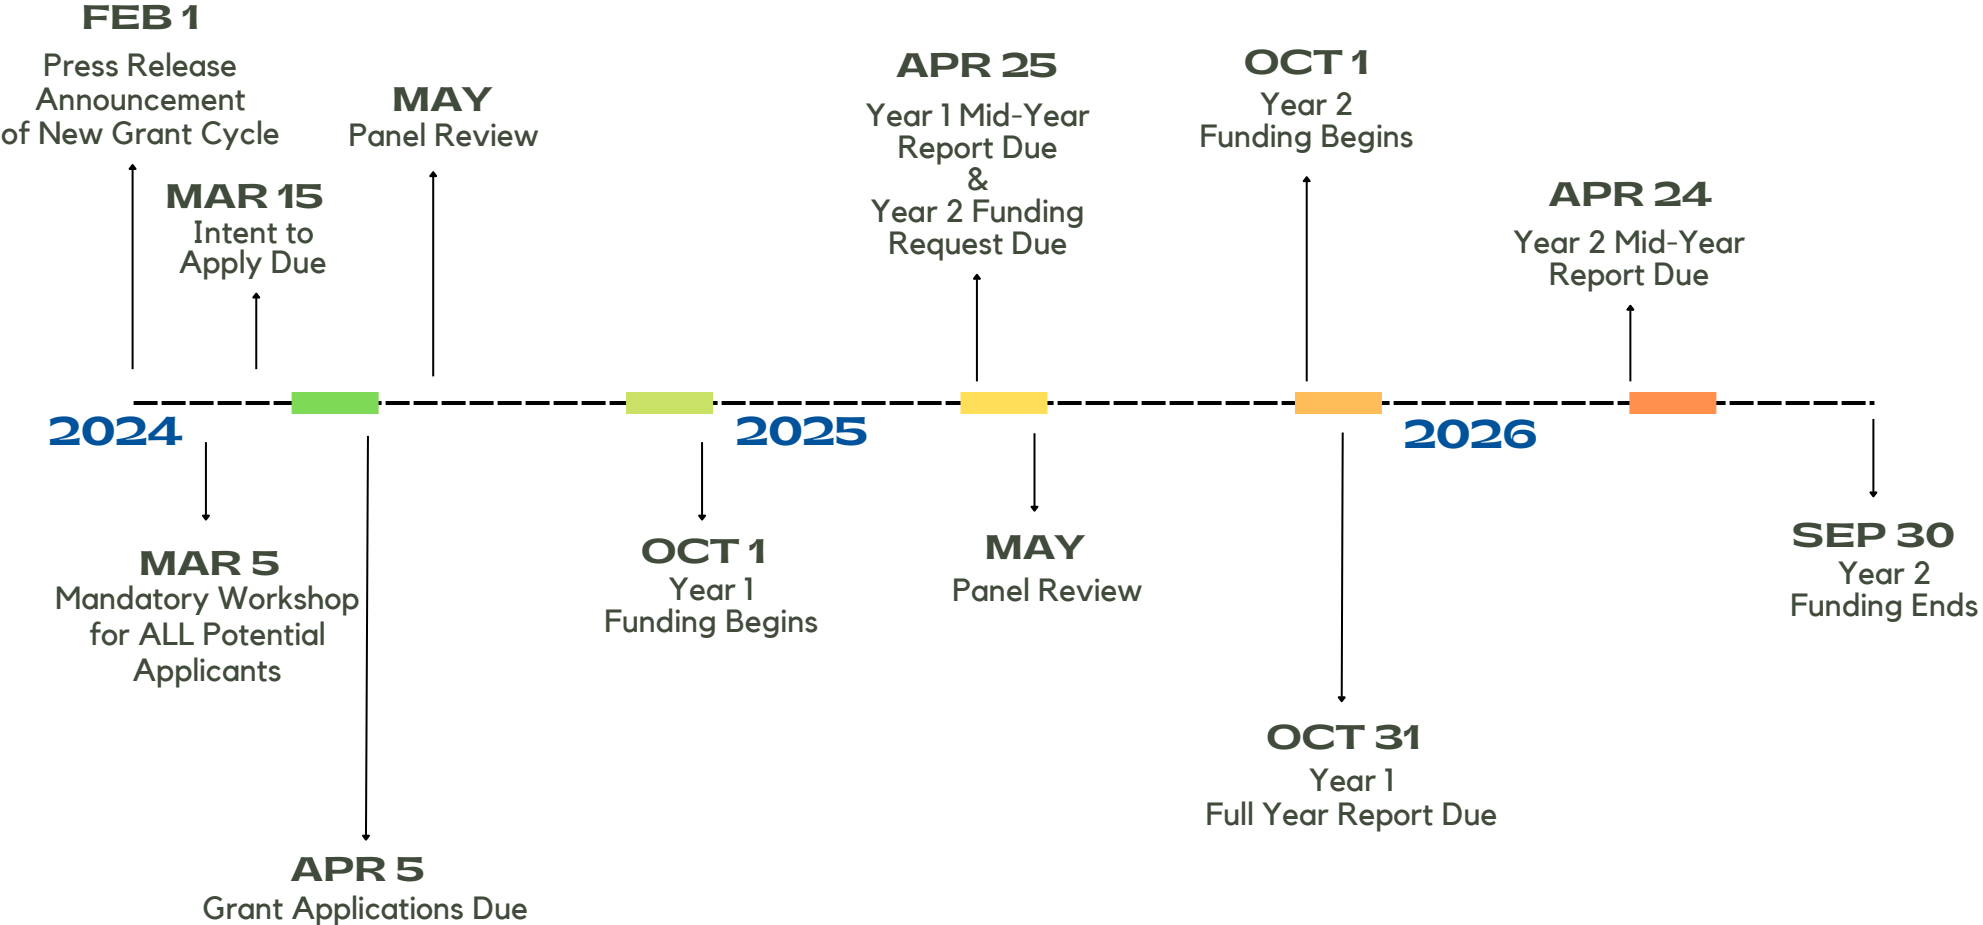 FEB 1
Press Release
Announcement
of New Grant Cycle
MAR 15
Intent to
Apply Due
MAY
Panel Review
APR 25
Year 1 Mid-Year
Report Due
&
Year 2 Funding
Request Due
OCT 1
Year 2
Funding Begins
APR 24
Year 2 Mid-Year
Report Due
2024
2025
2026
MAR 5
Mandatory Workshop
for ALL Potential
Applicants
APR 5
Grant Applications Due
OCT 1
Year 1
Funding Begins
MAY
Panel Review
OCT 31
Year 1
Full Year Report Due
SEP 30
Year 2
Funding Ends